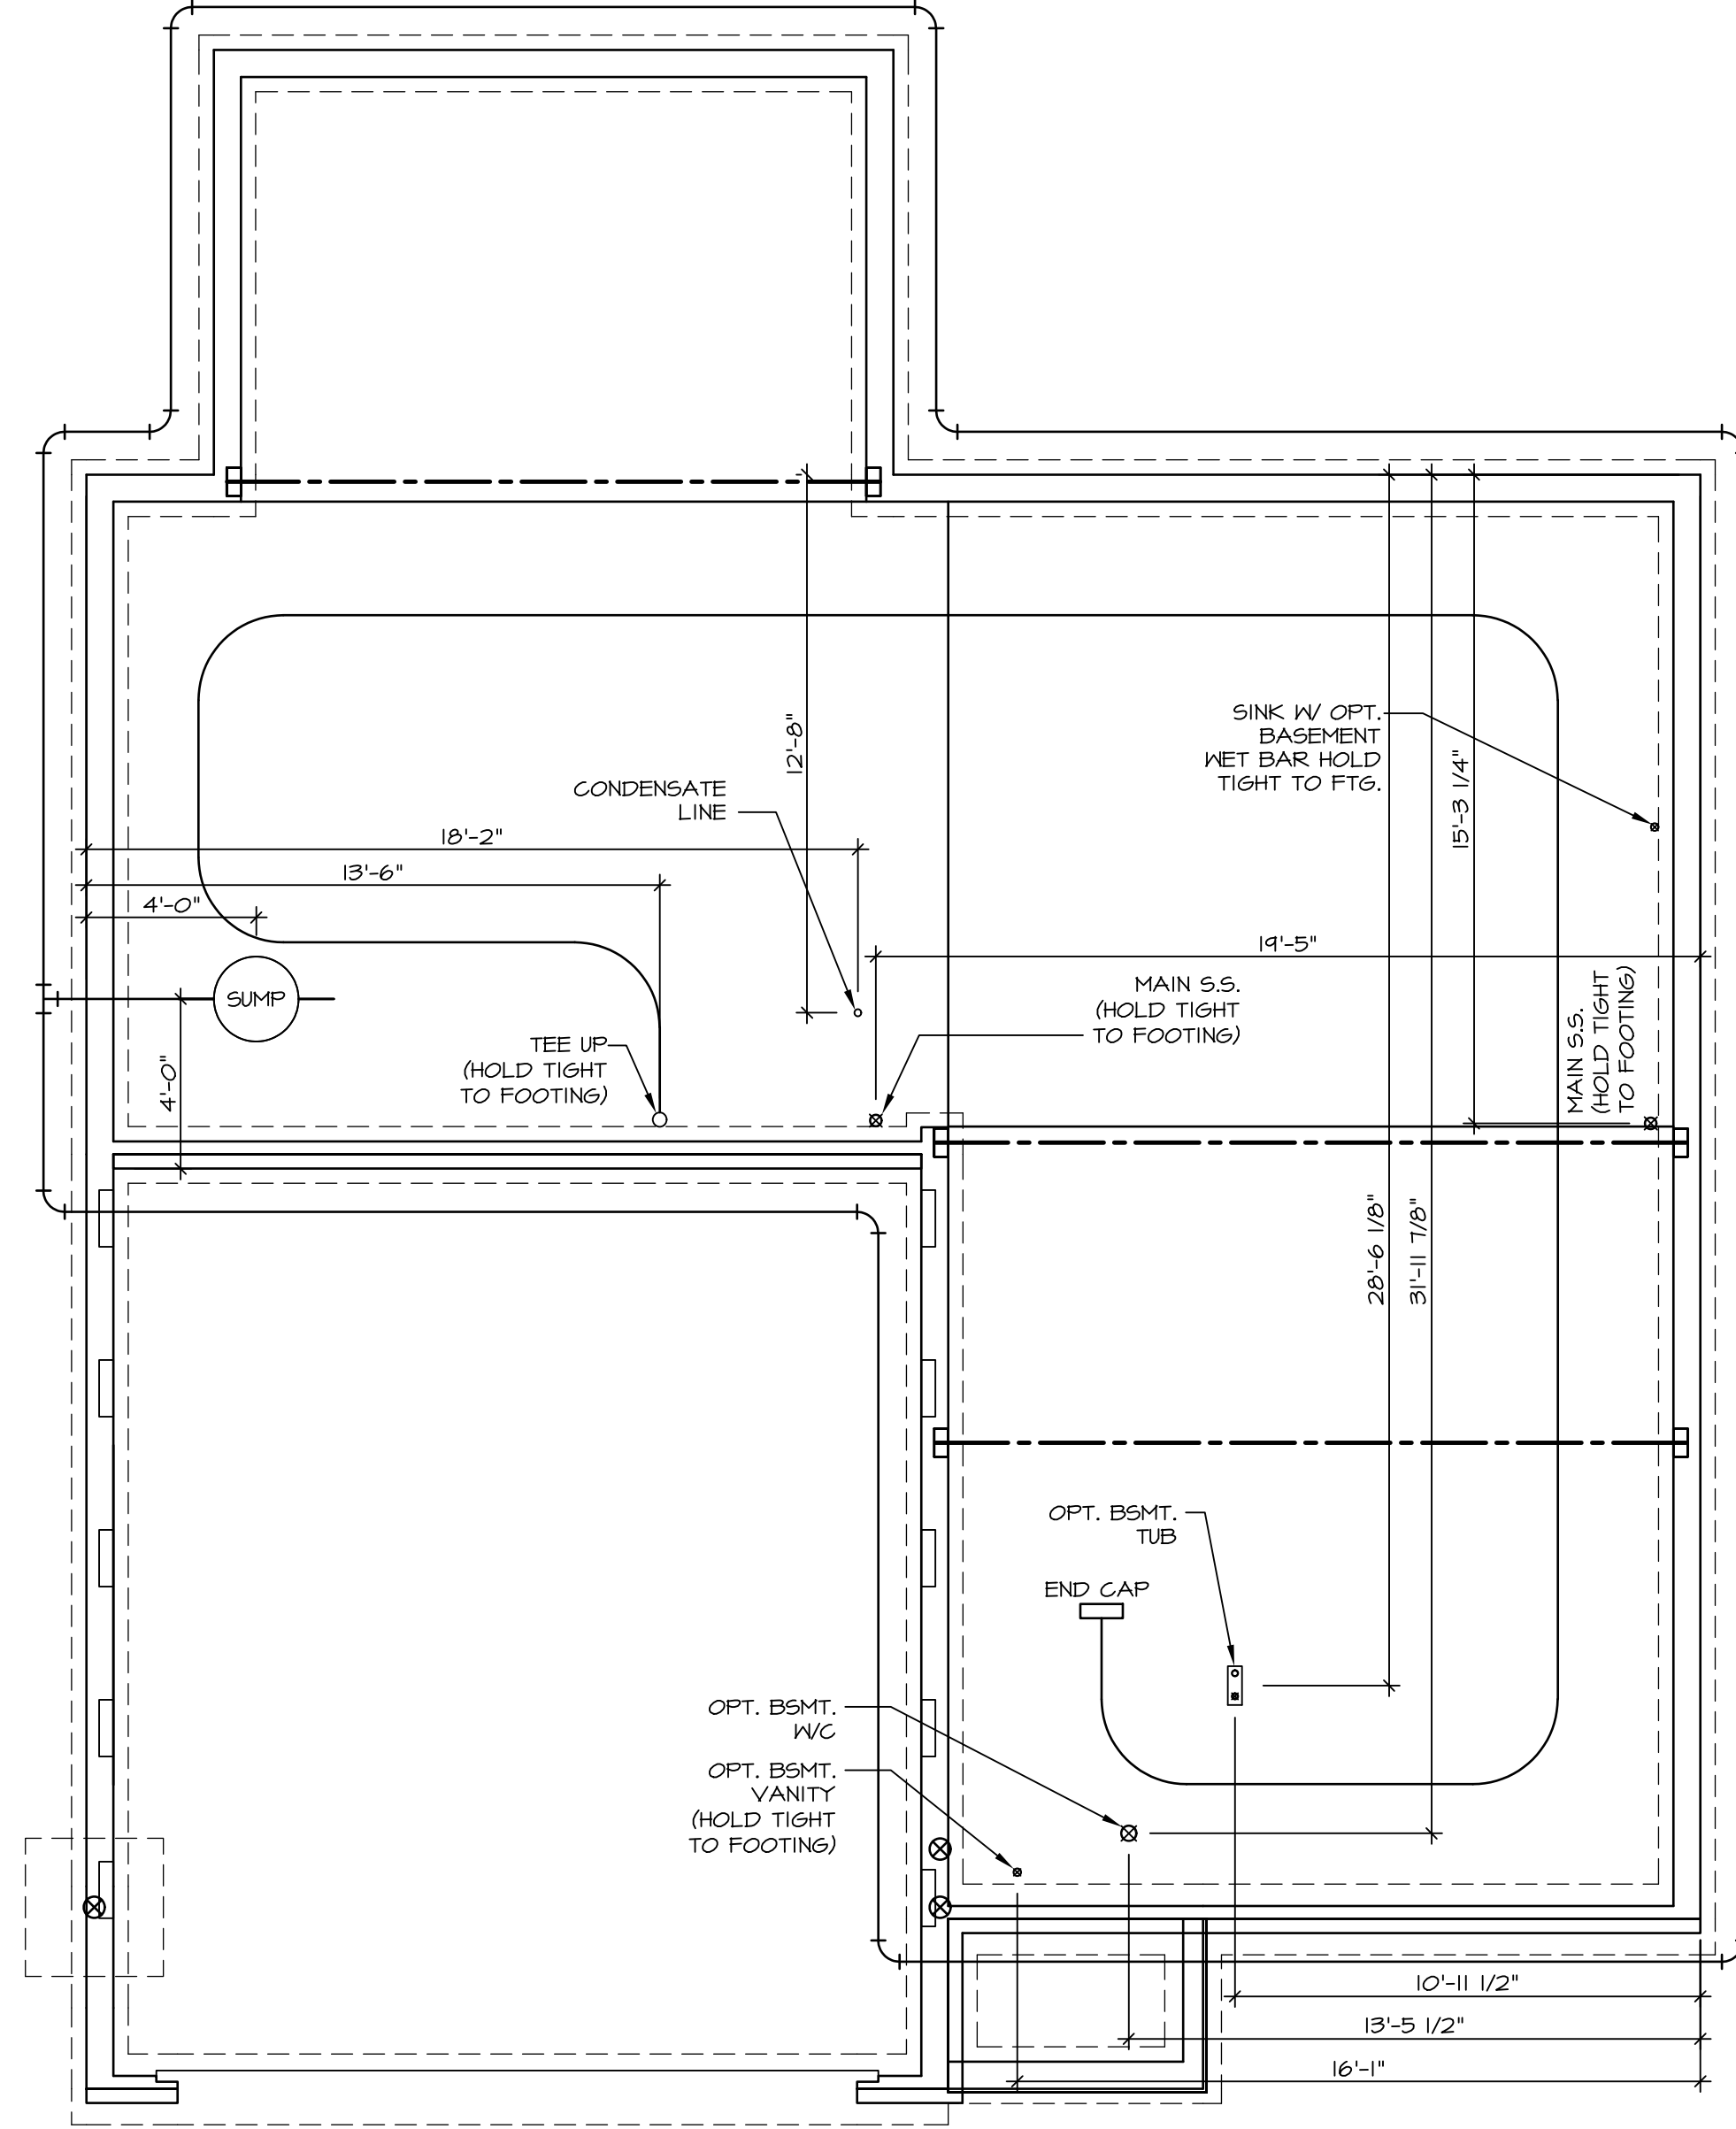 SINK W/ OPT.
BASEMENT
WET BAR HOLD
TIGHT TO FTG.
12'-8"
15'-3 1/4"
CONDENSATE
LINE
18'-2"
13'-6"
4'-0"
19'-5"
SUMP
MAIN S.S.
(HOLD TIGHT
TO FOOTING)
MAIN S.S.
(HOLD TIGHT
TO FOOTING)
TEE UP
(HOLD TIGHT
TO FOOTING)
4'-0"
28'-6 1/8"
31'-11 7/8"
OPT. BSMT.
TUB
END CAP
OPT. BSMT.
W/C
OPT. BSMT.
VANITY
(HOLD TIGHT
TO FOOTING)
10'-11 1/2"
13'-5 1/2"
16'-1"